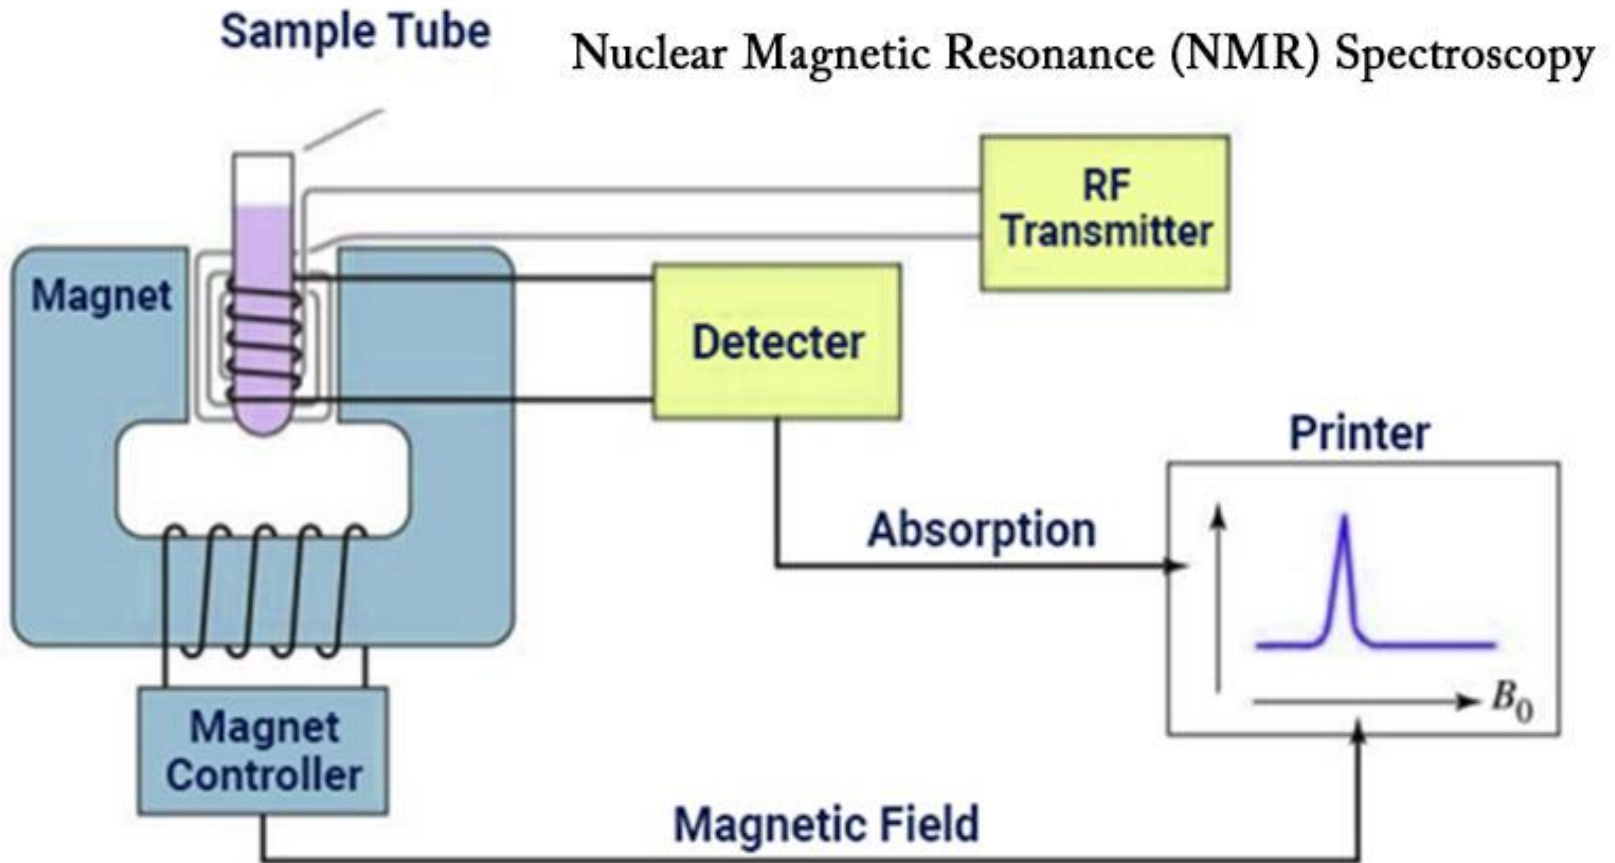 Sample Tube
Nuclear Magnetic Resonance (NMR) Spectroscopy
RF
Transmitter
Magnet
Detecter
Printer
Absorption
B0
Magnet
Controller
Magnetic Field